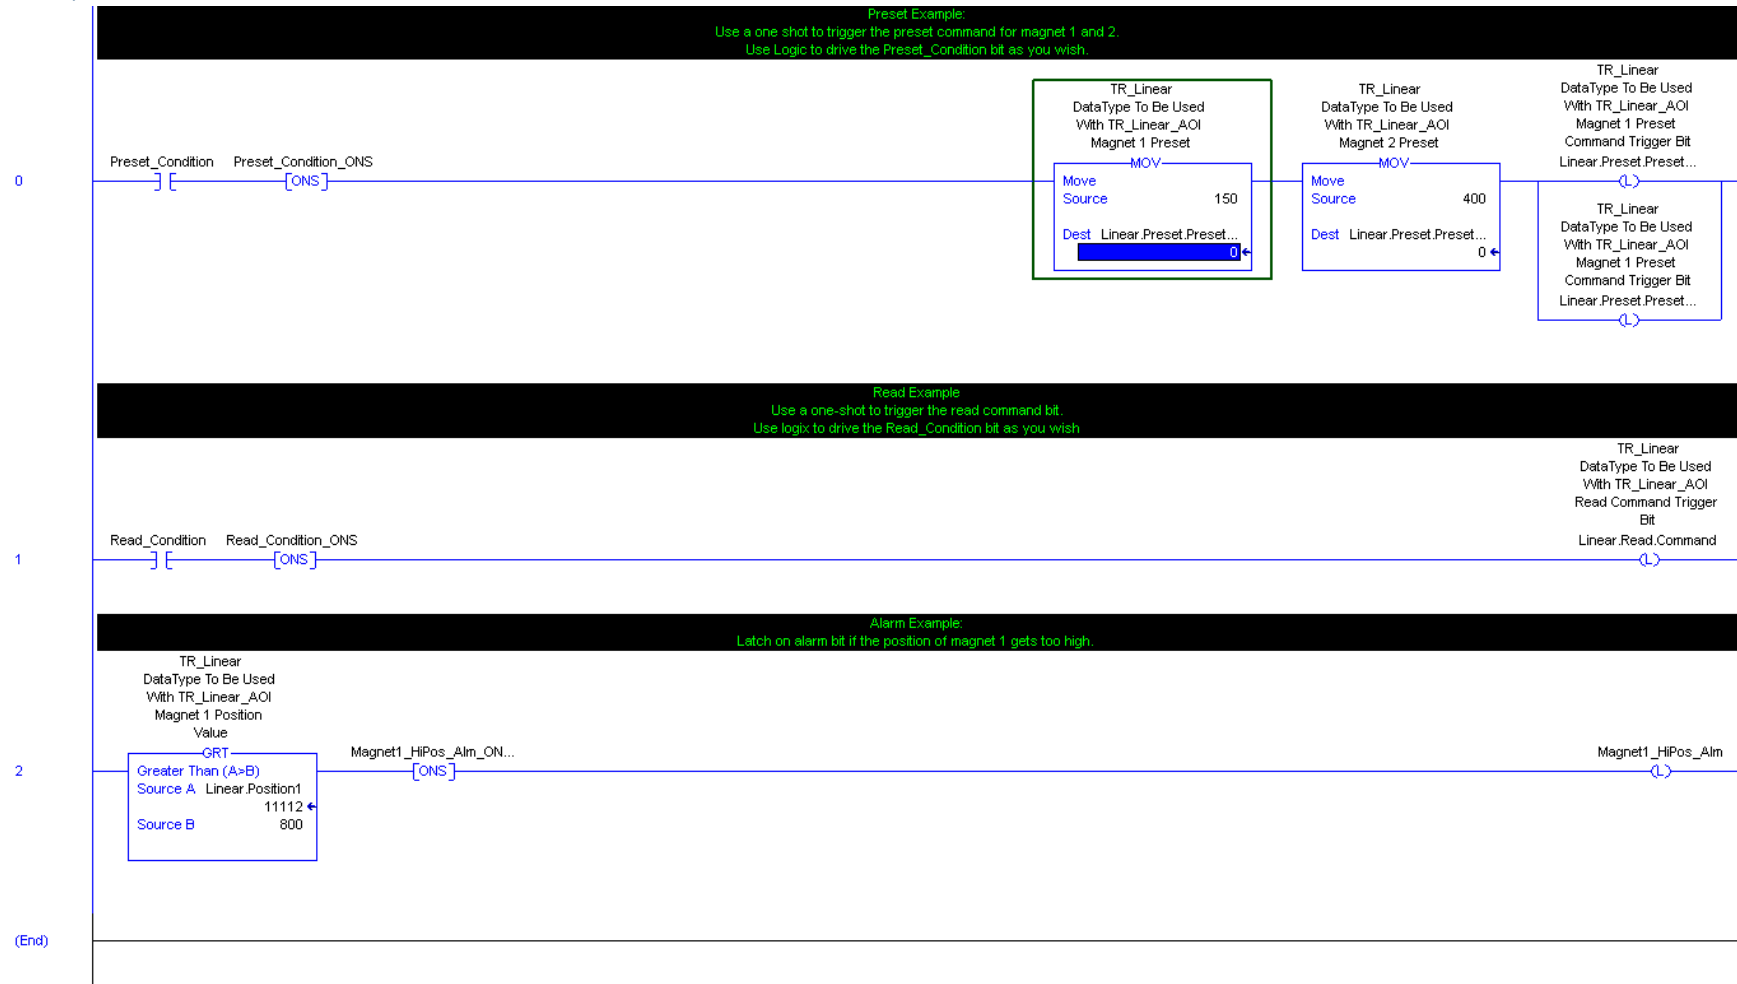 Preset Example:
Use a one shot to trigger the preset command for magnet 1 and 2.
Use Logic to drive the Preset_Condition bit as you wish.
0
Preset_Condition
Preset_Condition_ONS
ONS
TR_Linear
DataType To Be Used
With TR_Linear_AOI
Magnet 1 Preset
MOV
Move
Source 150
Dest Linear.Preset.Preset...
0
TR_Linear
DataType To Be Used
With TR_Linear_AOI
Magnet 2 Preset
MOV
Move
Source 400
Dest Linear.Preset.Preset...
0
TR_Linear
DataType To Be Used
With TR_Linear_AOI
Magnet 1 Preset
Command Trigger Bit
Linear.Preset.Preset...
L
TR_Linear
DataType To Be Used
With TR_Linear_AOI
Magnet 1 Preset
Command Trigger Bit
Linear.Preset.Preset...
L
Read Example
Use a one-shot to trigger the read command bit.
Use logix to drive the Read_Condition bit as you wish
1
Read_Condition
Read_Condition_ONS
ONS
TR_Linear
DataType To Be Used
With TR_Linear_AOI
Read Command Trigger
Bit
Linear.Read.Command
L
Alarm Example:
Latch on alarm bit if the position of magnet 1 gets too high.
2
TR_Linear
DataType To Be Used
With TR_Linear_AOI
Magnet 1 Position
Value
GRT
Greater Than (A>B)
Source A Linear.Position1
11112
Source B 800
Magnet1_HiPos_Alm_ON...
ONS
Magnet1_HiPos_Alm
L
(End)